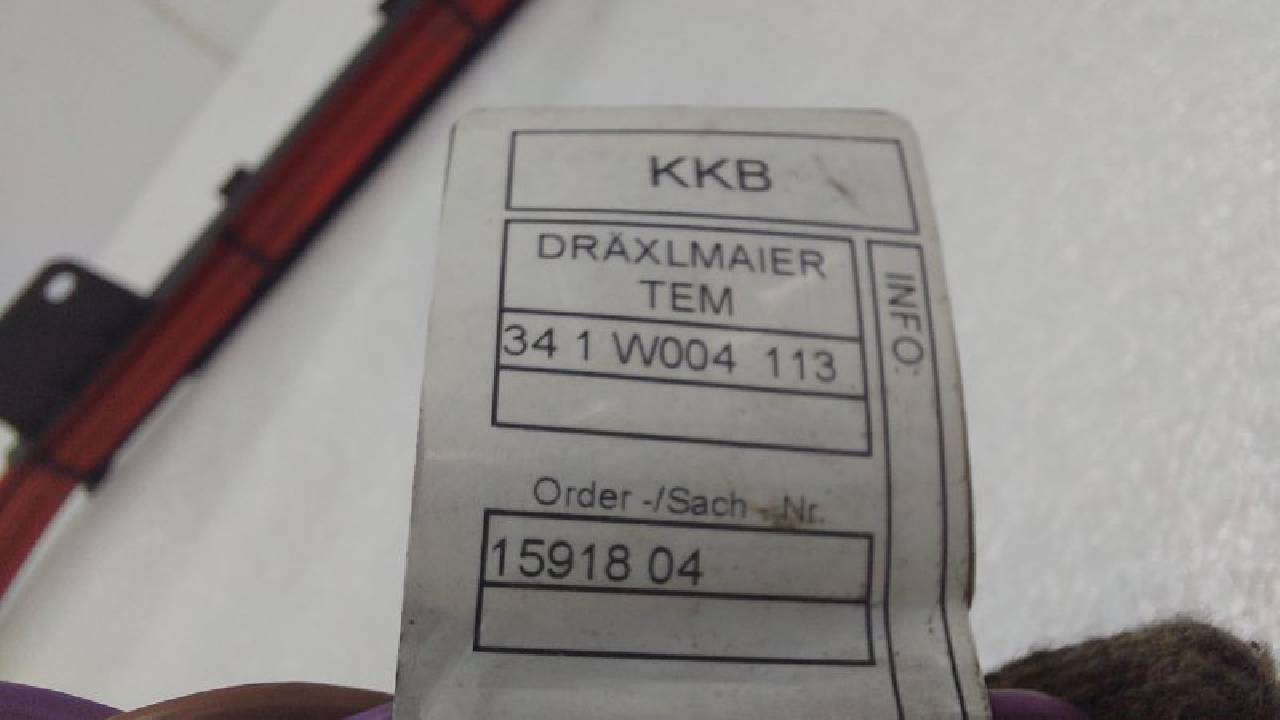 KKB
DRÄXLMAIER
TEM
34 1 W004 113
INFO:
Order -/Sach - Nr.
15918 04